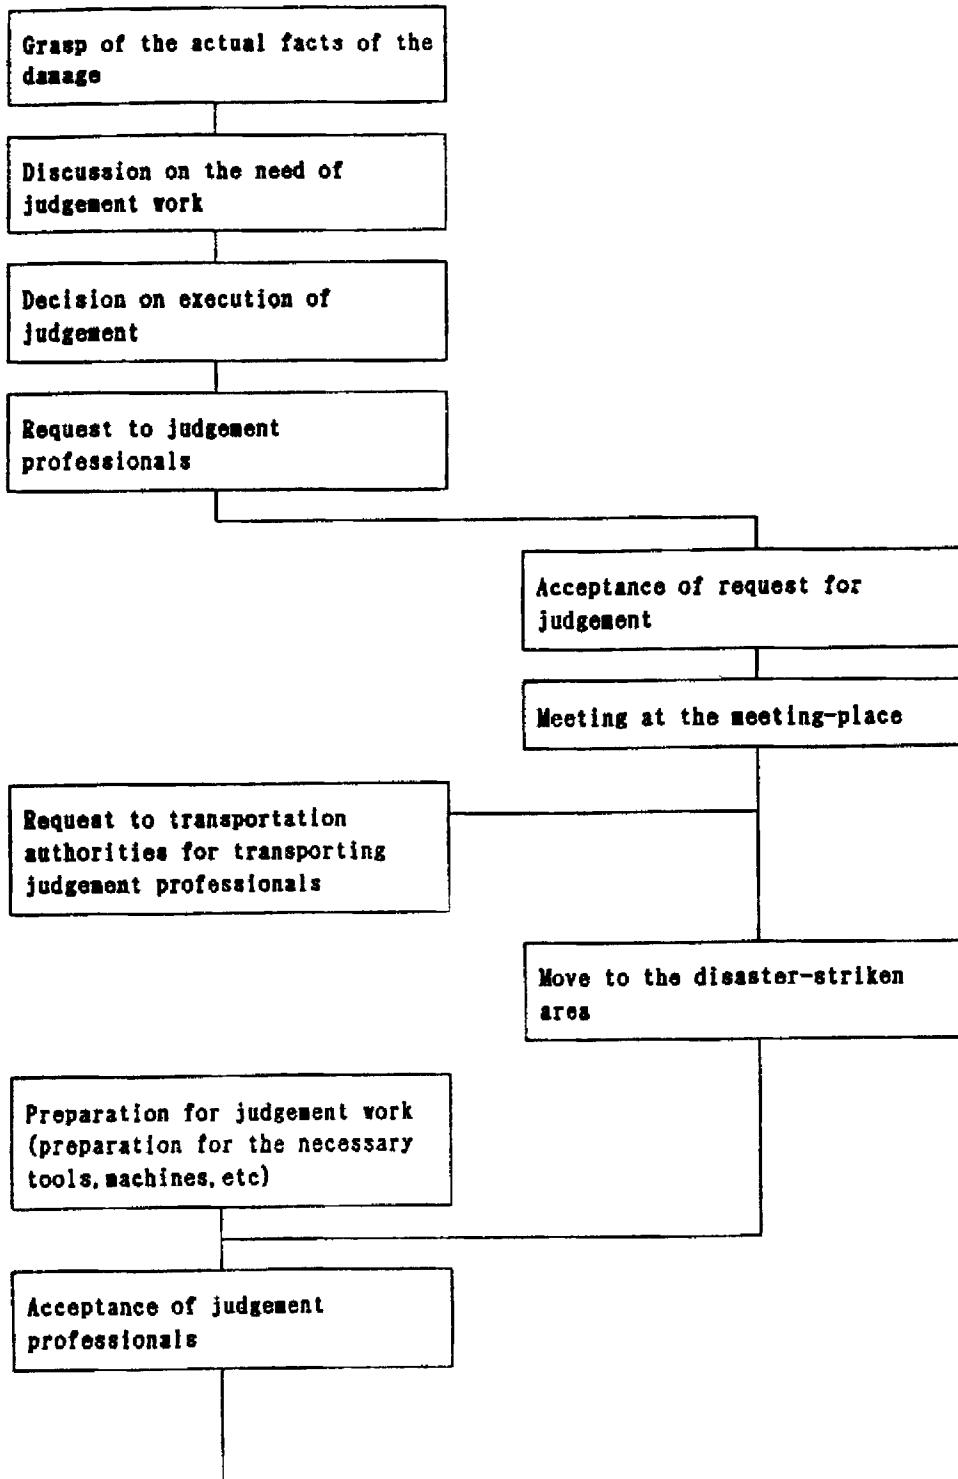 Grasp of the actual facts of the
damage
Discussion on the need of
judgement work
Decision on execution of
judgement
Request to judgement
professionals
Acceptance of request for
judgement
Meeting at the meeting-place
Request to transportation
authorities for transporting
judgement professionals
Move to the disaster-striken
area
Preparation for judgement work
(preparation for the necessary
tools, machines, etc)
Acceptance of judgement
professionals